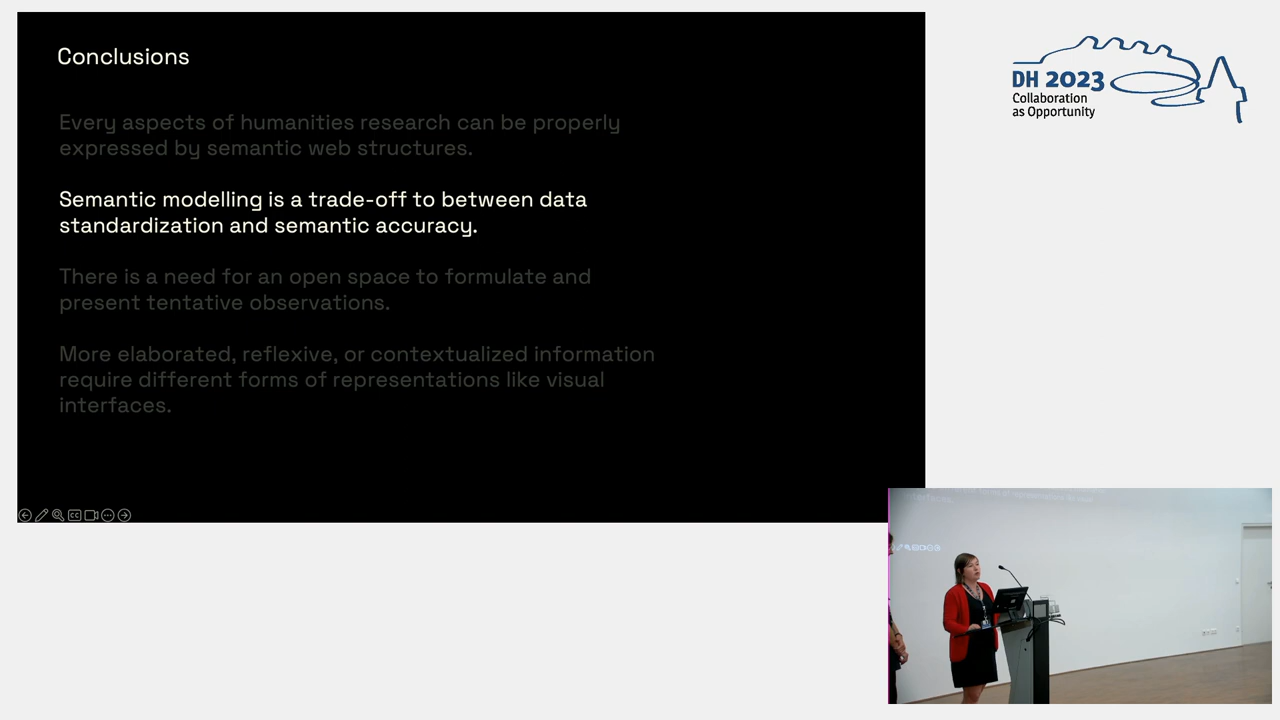 Conclusions
Every aspects of humanities research can be properly
expressed by semantic web structures.
Semantic modelling is a trade-off to between data
standardization and semantic accuracy.
There is a need for an open space to formulate and
present tentative observations.
More elaborated, reflexive, or contextualized information
require different forms of representations like visual
interfaces.
DH 2023
Collaboration
as Opportunity